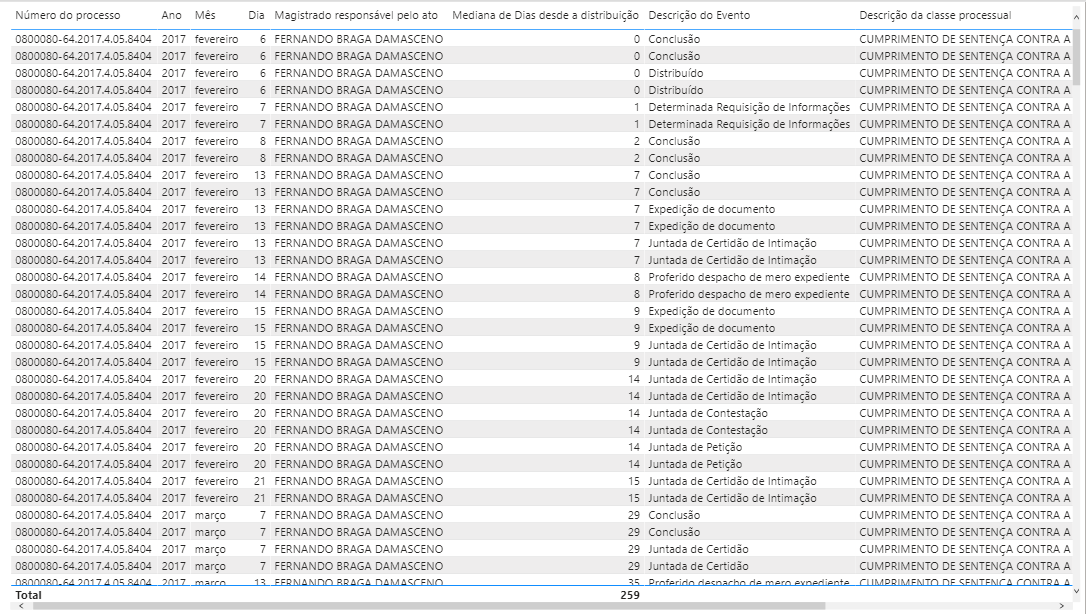 Número do processo Ano Mês Dia Magistrado responsável pelo ato Mediana de Dias desde a distribuição Descrição do Evento Descrição da classe processual
0800080-64.2017.4.05.8404 2017 fevereiro 6 FERNANDO BRAGA DAMASCENO 0 Conclusão CUMPRIMENTO DE SENTENÇA CONTRA A
0800080-64.2017.4.05.8404 2017 fevereiro 6 FERNANDO BRAGA DAMASCENO 0 Conclusão CUMPRIMENTO DE SENTENÇA CONTRA A
0800080-64.2017.4.05.8404 2017 fevereiro 6 FERNANDO BRAGA DAMASCENO 0 Distribuído CUMPRIMENTO DE SENTENÇA CONTRA A
0800080-64.2017.4.05.8404 2017 fevereiro 6 FERNANDO BRAGA DAMASCENO 0 Distribuído CUMPRIMENTO DE SENTENÇA CONTRA A
0800080-64.2017.4.05.8404 2017 fevereiro 7 FERNANDO BRAGA DAMASCENO 1 Determinada Requisição de Informações CUMPRIMENTO DE SENTENÇA CONTRA A
0800080-64.2017.4.05.8404 2017 fevereiro 7 FERNANDO BRAGA DAMASCENO 1 Determinada Requisição de Informações CUMPRIMENTO DE SENTENÇA CONTRA A
0800080-64.2017.4.05.8404 2017 fevereiro 8 FERNANDO BRAGA DAMASCENO 2 Conclusão CUMPRIMENTO DE SENTENÇA CONTRA A
0800080-64.2017.4.05.8404 2017 fevereiro 8 FERNANDO BRAGA DAMASCENO 2 Conclusão CUMPRIMENTO DE SENTENÇA CONTRA A
0800080-64.2017.4.05.8404 2017 fevereiro 13 FERNANDO BRAGA DAMASCENO 7 Conclusão CUMPRIMENTO DE SENTENÇA CONTRA A
0800080-64.2017.4.05.8404 2017 fevereiro 13 FERNANDO BRAGA DAMASCENO 7 Conclusão CUMPRIMENTO DE SENTENÇA CONTRA A
0800080-64.2017.4.05.8404 2017 fevereiro 13 FERNANDO BRAGA DAMASCENO 7 Expedição de documento CUMPRIMENTO DE SENTENÇA CONTRA A
0800080-64.2017.4.05.8404 2017 fevereiro 13 FERNANDO BRAGA DAMASCENO 7 Expedição de documento CUMPRIMENTO DE SENTENÇA CONTRA A
0800080-64.2017.4.05.8404 2017 fevereiro 13 FERNANDO BRAGA DAMASCENO 7 Juntada de Certidão de Intimação CUMPRIMENTO DE SENTENÇA CONTRA A
0800080-64.2017.4.05.8404 2017 fevereiro 13 FERNANDO BRAGA DAMASCENO 7 Juntada de Certidão de Intimação CUMPRIMENTO DE SENTENÇA CONTRA A
0800080-64.2017.4.05.8404 2017 fevereiro 14 FERNANDO BRAGA DAMASCENO 8 Proferido despacho de mero expediente CUMPRIMENTO DE SENTENÇA CONTRA A
0800080-64.2017.4.05.8404 2017 fevereiro 14 FERNANDO BRAGA DAMASCENO 8 Proferido despacho de mero expediente CUMPRIMENTO DE SENTENÇA CONTRA A
0800080-64.2017.4.05.8404 2017 fevereiro 15 FERNANDO BRAGA DAMASCENO 9 Expedição de documento CUMPRIMENTO DE SENTENÇA CONTRA A
0800080-64.2017.4.05.8404 2017 fevereiro 15 FERNANDO BRAGA DAMASCENO 9 Expedição de documento CUMPRIMENTO DE SENTENÇA CONTRA A
0800080-64.2017.4.05.8404 2017 fevereiro 15 FERNANDO BRAGA DAMASCENO 9 Juntada de Certidão de Intimação CUMPRIMENTO DE SENTENÇA CONTRA A
0800080-64.2017.4.05.8404 2017 fevereiro 15 FERNANDO BRAGA DAMASCENO 9 Juntada de Certidão de Intimação CUMPRIMENTO DE SENTENÇA CONTRA A
0800080-64.2017.4.05.8404 2017 fevereiro 20 FERNANDO BRAGA DAMASCENO 14 Juntada de Certidão de Intimação CUMPRIMENTO DE SENTENÇA CONTRA A
0800080-64.2017.4.05.8404 2017 fevereiro 20 FERNANDO BRAGA DAMASCENO 14 Juntada de Certidão de Intimação CUMPRIMENTO DE SENTENÇA CONTRA A
0800080-64.2017.4.05.8404 2017 fevereiro 20 FERNANDO BRAGA DAMASCENO 14 Juntada de Contestação CUMPRIMENTO DE SENTENÇA CONTRA A
0800080-64.2017.4.05.8404 2017 fevereiro 20 FERNANDO BRAGA DAMASCENO 14 Juntada de Contestação CUMPRIMENTO DE SENTENÇA CONTRA A
0800080-64.2017.4.05.8404 2017 fevereiro 20 FERNANDO BRAGA DAMASCENO 14 Juntada de Petição CUMPRIMENTO DE SENTENÇA CONTRA A
0800080-64.2017.4.05.8404 2017 fevereiro 20 FERNANDO BRAGA DAMASCENO 14 Juntada de Petição CUMPRIMENTO DE SENTENÇA CONTRA A
0800080-64.2017.4.05.8404 2017 fevereiro 21 FERNANDO BRAGA DAMASCENO 15 Juntada de Certidão de Intimação CUMPRIMENTO DE SENTENÇA CONTRA A
0800080-64.2017.4.05.8404 2017 fevereiro 21 FERNANDO BRAGA DAMASCENO 15 Juntada de Certidão de Intimação CUMPRIMENTO DE SENTENÇA CONTRA A
0800080-64.2017.4.05.8404 2017 março 7 FERNANDO BRAGA DAMASCENO 29 Conclusão CUMPRIMENTO DE SENTENÇA CONTRA A
0800080-64.2017.4.05.8404 2017 março 7 FERNANDO BRAGA DAMASCENO 29 Conclusão CUMPRIMENTO DE SENTENÇA CONTRA A
0800080-64.2017.4.05.8404 2017 março 7 FERNANDO BRAGA DAMASCENO 29 Juntada de Certidão CUMPRIMENTO DE SENTENÇA CONTRA A
0800080-64.2017.4.05.8404 2017 março 7 FERNANDO BRAGA DAMASCENO 29 Juntada de Certidão CUMPRIMENTO DE SENTENÇA CONTRA A
0800080-64.2017.4.05.8404 2017 março 13 FERNANDO BRAGA DAMASCENO 35 Proferido despacho de mero expediente CUMPRIMENTO DE SENTENÇA CONTRA A
Total 259